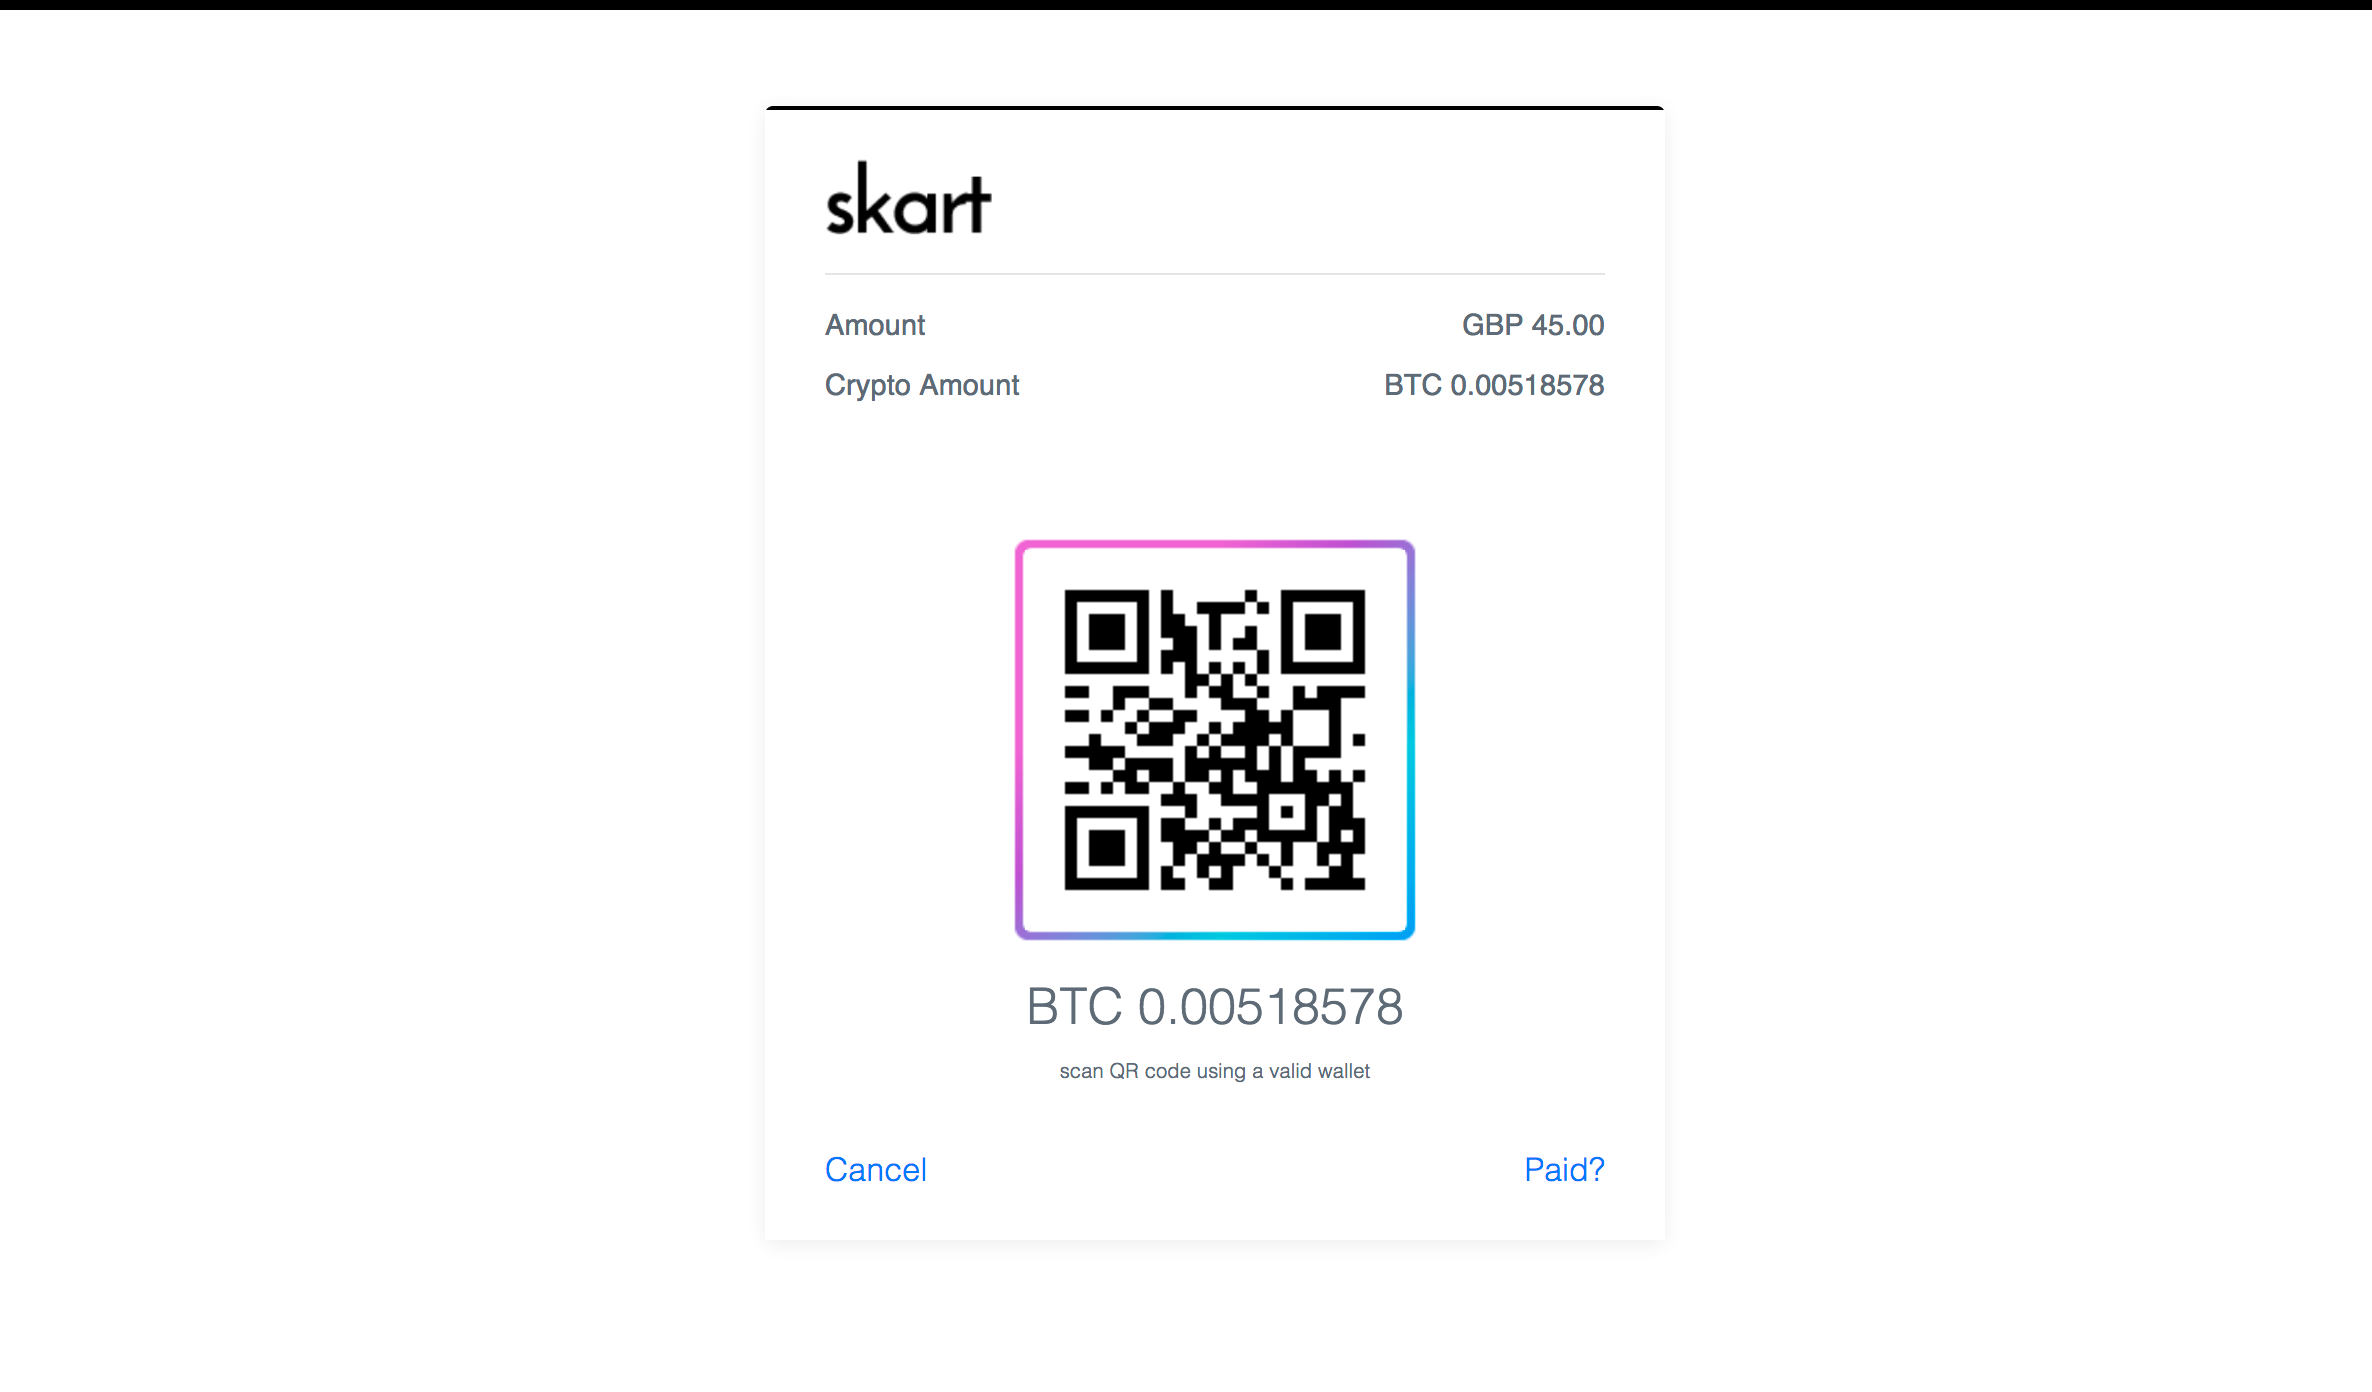 skart
Amount GBP 45.00
Crypto Amount BTC 0.00518578
BTC 0.00518578
scan QR code using a valid wallet
Cancel Paid?